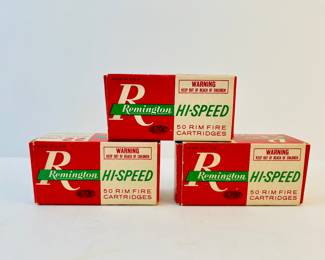 R
Remington
WARNING
KEEP OUT OF REACH OF CHILDREN
HI-SPEED
50 RIM FIRE
CARTRIDGES
R
Remington
WARNING
KEEP OUT OF REACH OF CHILDREN
HI-SPEED
50 RIM FIRE
CARTRIDGES
R
Remington
WARNING
KEEP OUT OF REACH OF CHILDREN
HI-SPEED
50 RIM FIRE
CARTRIDGES